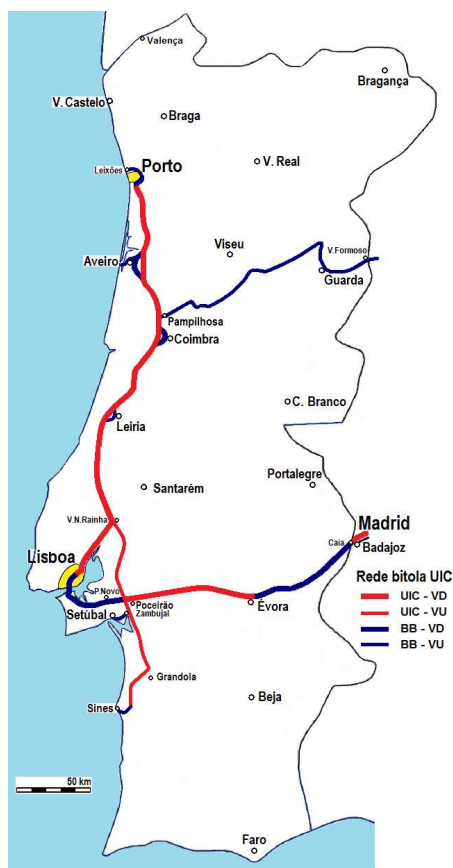 Valença
Bragança
V. Castelo
Braga
Leixões
Porto
V. Real
Aveiro
Viseu
V.Formoso
Guarda
Pampilhosa
Coimbra
C. Branco
Leiria
Portalegre
Santarém
V.N.Rainha
Madrid
Caia
Badajoz
Lisboa
Rede bitola UIC
UIC - VD
UIC - VU
BB - VD
BB - VU
P.Novo
Poceirão
Évora
Setúbal
Zambujal
Grandola
Sines
Beja
50 km
Faro